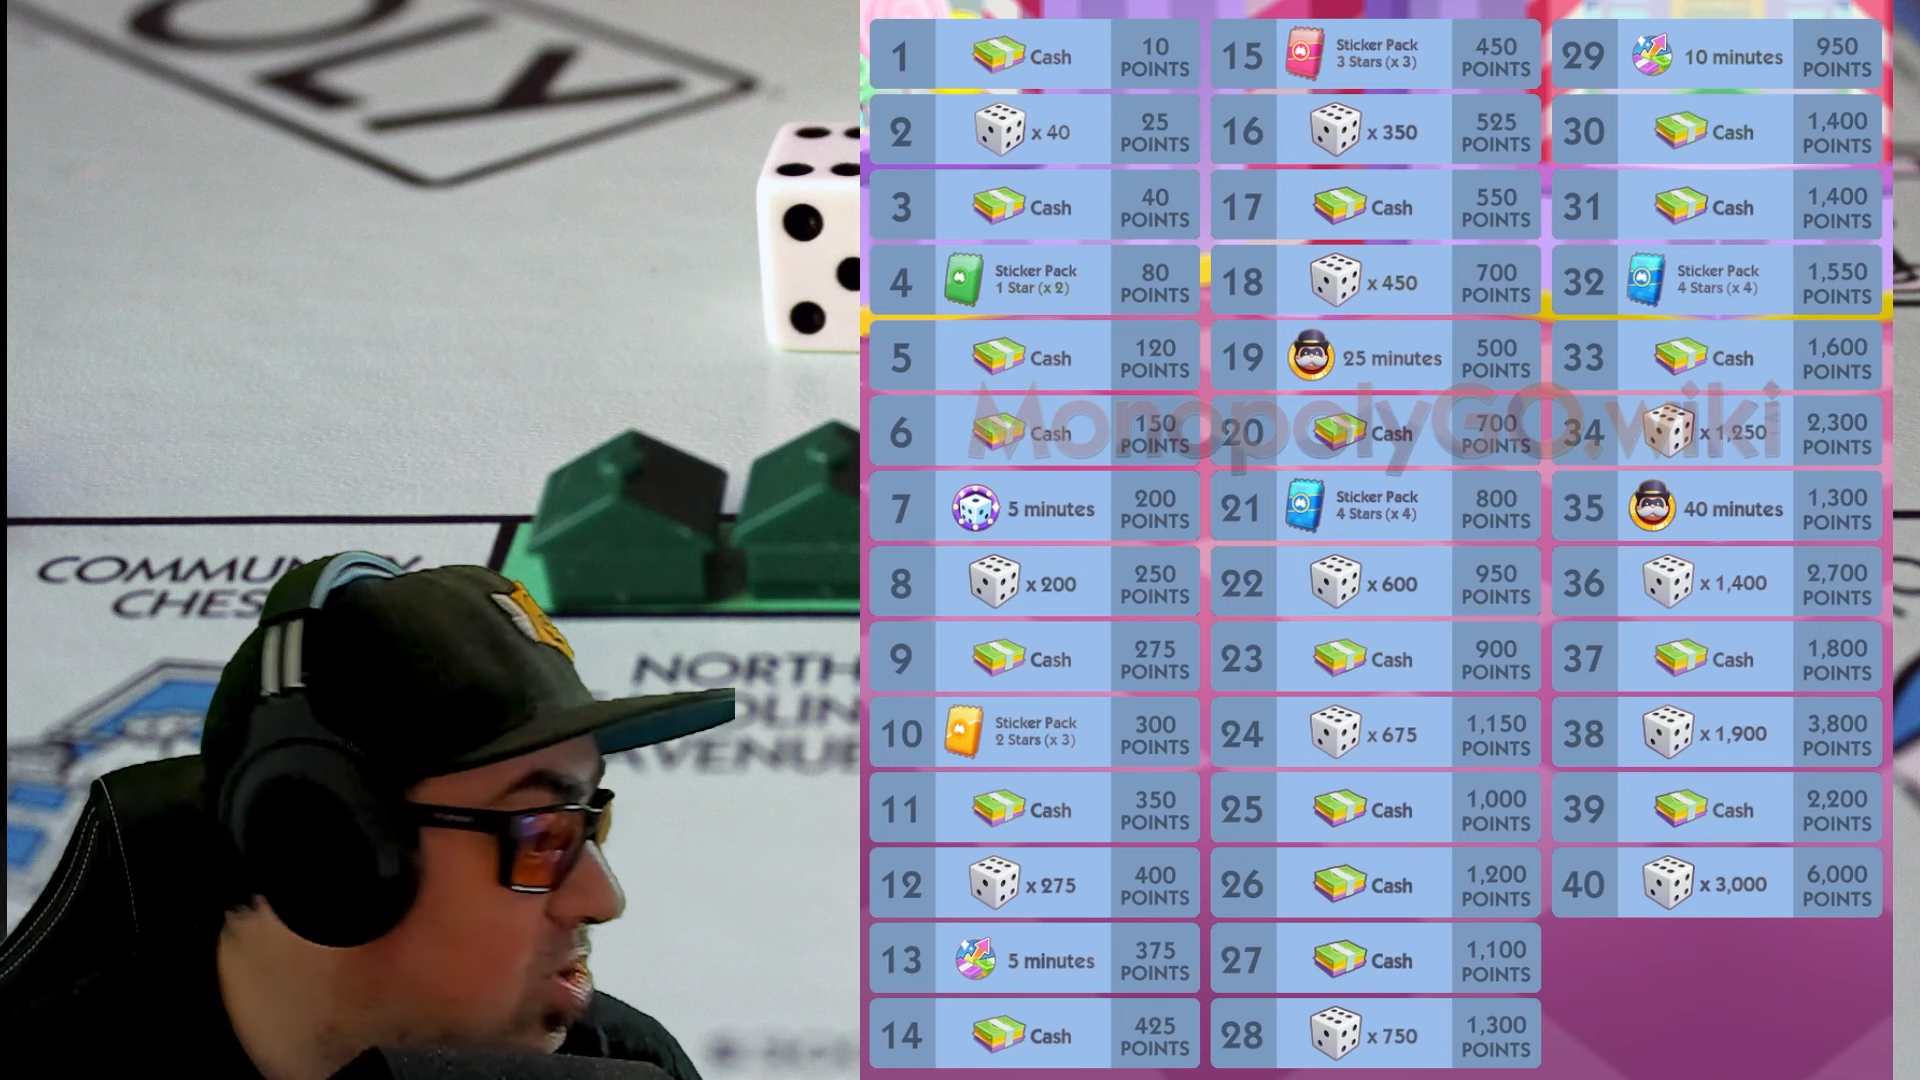 OLY
COMMUNITY
CHES
NORTH
AVENUE
1 Cash 10 POINTS
2 x 40 25 POINTS
3 Cash 40 POINTS
4 Sticker Pack 1 Star (x 2) 80 POINTS
5 Cash 120 POINTS
6 Cash 150 POINTS
7 5 minutes 200 POINTS
8 x 200 250 POINTS
9 Cash 275 POINTS
10 Sticker Pack 2 Stars (x 3) 300 POINTS
11 Cash 350 POINTS
12 x 275 400 POINTS
13 5 minutes 375 POINTS
14 Cash 425 POINTS
15 Sticker Pack 3 Stars (x 3) 450 POINTS
16 x 350 525 POINTS
17 Cash 550 POINTS
18 x 450 700 POINTS
19 25 minutes 500 POINTS
20 Cash 700 POINTS
21 Sticker Pack 4 Stars (x 4) 800 POINTS
22 x 600 950 POINTS
23 Cash 900 POINTS
24 x 675 1,150 POINTS
25 Cash 1,000 POINTS
26 Cash 1,200 POINTS
27 Cash 1,100 POINTS
28 x 750 1,300 POINTS
29 10 minutes 950 POINTS
30 Cash 1,400 POINTS
31 Cash 1,400 POINTS
32 Sticker Pack 4 Stars (x 4) 1,550 POINTS
33 Cash 1,600 POINTS
34 x 1,250 2,300 POINTS
35 40 minutes 1,300 POINTS
36 x 1,400 2,700 POINTS
37 Cash 1,800 POINTS
38 x 1,900 3,800 POINTS
39 Cash 2,200 POINTS
40 x 3,000 6,000 POINTS
MonopolyGO.wiki